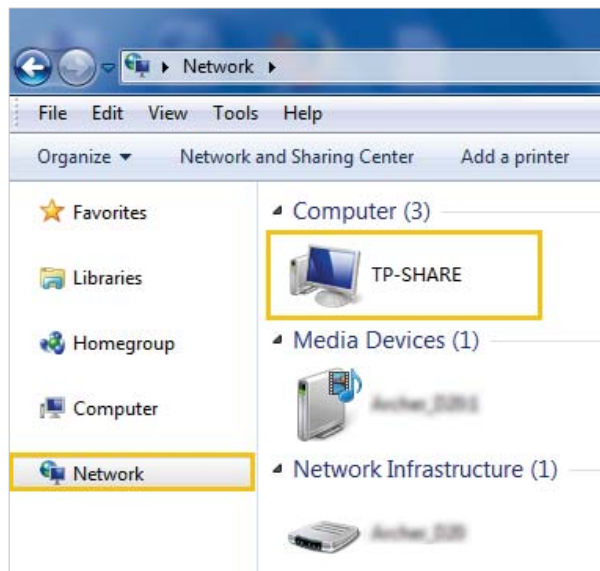 Network
File Edit View Tools Help
Organize Network and Sharing Center Add a printer
Favorites
Computer (3)
TP-SHARE
Libraries
Homegroup
Media Devices (1)
Computer
Network
Network Infrastructure (1)